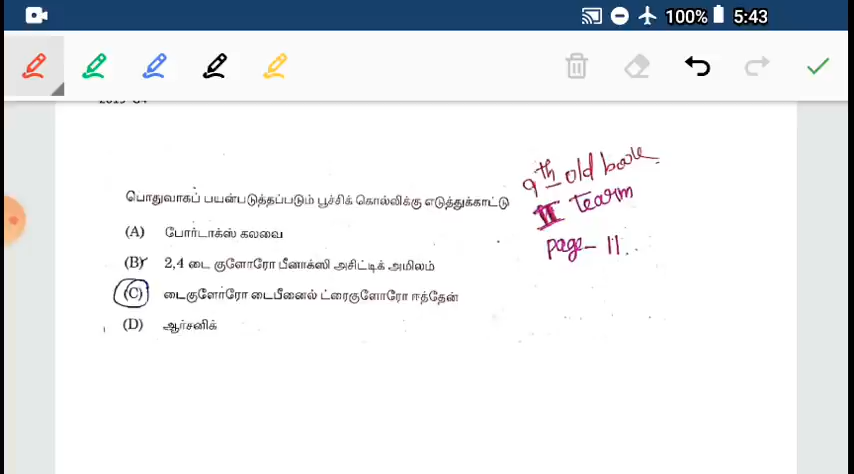 100% 5:43
பொதுவாகப் பயன்படுத்தப்படும் பூச்சிக் கொல்லிக்கு எடுத்துக்காட்டு
(A) போர்டாக்ஸ் கலவை
(B) 2,4 டை குளோரோ பீனாக்ஸி அசிட்டிக் அமிலம்
(C) டைகுளோரோ டைபீனைல் ட்ரைகுளோரோ ஈத்தேன்
(D) ஆர்சனிக்
9th old book
II tearm
page - 11.